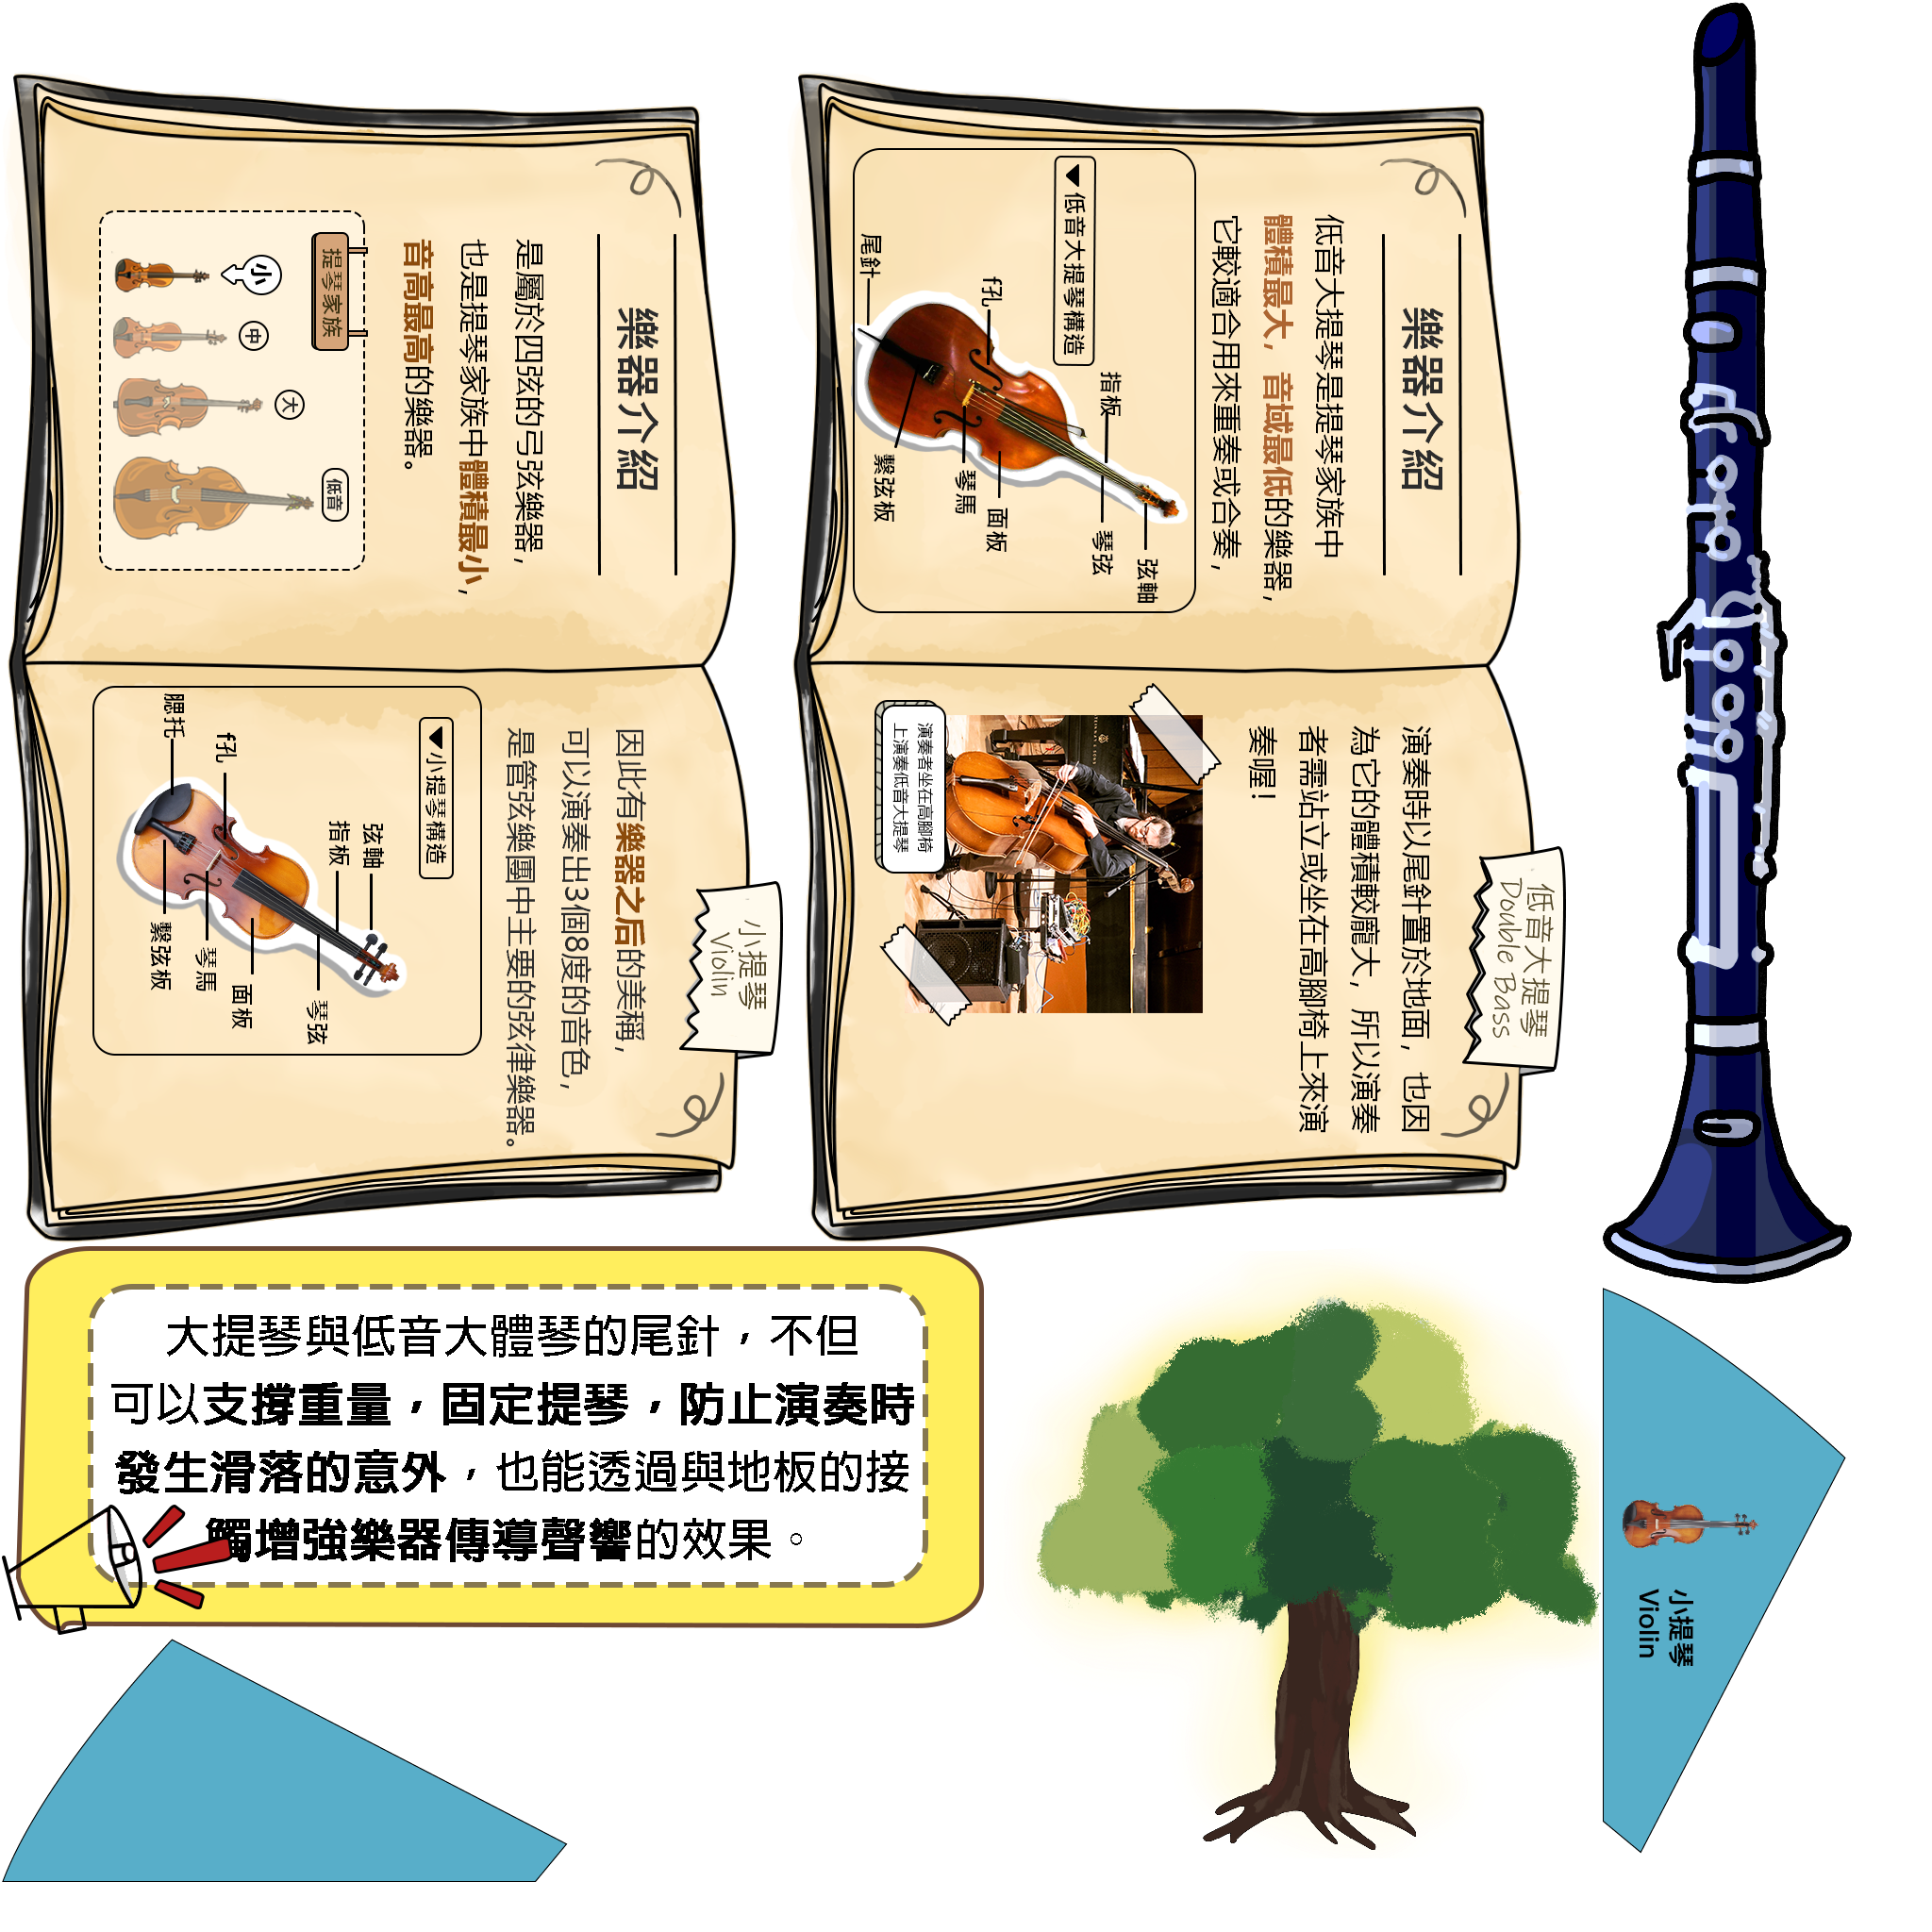 樂器介紹
是屬於四弦的弓弦樂器，
也是提琴家族中體積最小，
音高最高的樂器。
提琴家族
小
中
大
低音
小提琴
Violin
因此有樂器之后的美稱，
可以演奏出3個8度的音色，
是管弦樂團中主要的弦律樂器。
▼小提琴構造
弦軸
指板
f孔
腮托
琴弦
面板
琴馬
繫弦板
樂器介紹
低音大提琴是提琴家族中
體積最大，音域最低的樂器，
它較適合用來重奏或合奏，
▼低音大提琴構造
指板
f孔
尾針
弦軸
琴弦
面板
琴馬
繫弦板
低音大提琴
Double Bass
演奏時以尾針置於地面，也因
為它的體積較龐大，所以演奏
者需站立或坐在高腳椅上來演
奏喔！
演奏者坐在高腳椅
上演奏低音大提琴
大提琴與低音大體琴的尾針，不但
可以支撐重量，固定提琴，防止演奏時
發生滑落的意外，也能透過與地板的接
觸增強樂器傳導聲響的效果。
小提琴
Violin